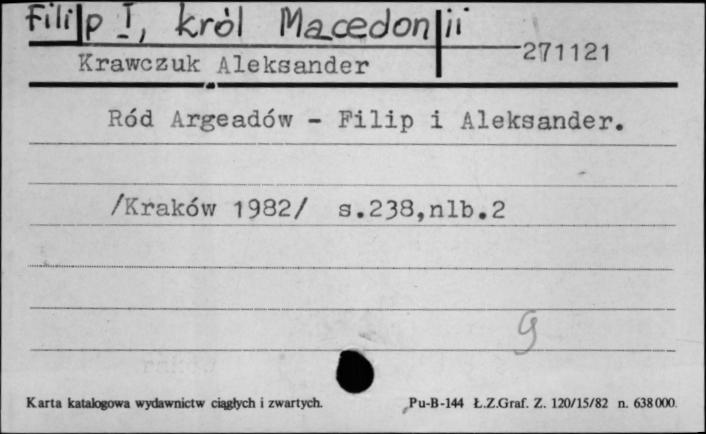 Filip I, król Macedonii
271121
Krawczuk Aleksander
Ród Argeadów - Filip i Aleksander.
/Kraków 1982/ s.238,nlb.2
g
Karta katalogowa wydawnictw ciągłych i zwartych.
Pu-B-144 Ł.Z.Graf. Z. 120/15/82 n. 638000.